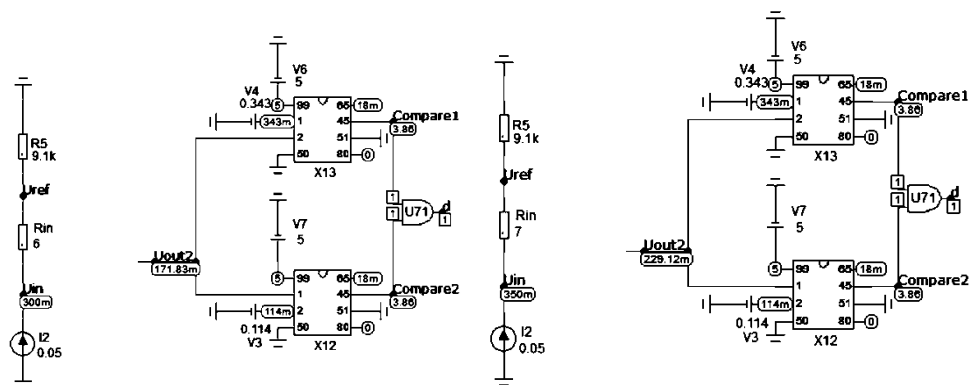 R5
9.1k
Uref
Rin
6
Uin
300m
I2
0.05
V6
5
V4
0.343
5
99
65
18m
343m
1
45
Compare1
3.86
2
51
50
80
0
X13
1
1
U71
d
1
V7
5
Uout2
171.83m
5
99
65
18m
1
45
Compare2
3.86
114m
2
51
0.114
50
80
0
V3
X12
R5
9.1k
Uref
Rin
7
Uin
350m
I2
0.05
V6
5
V4
0.343
5
99
65
18m
343m
1
45
Compare1
3.86
2
51
50
80
0
X13
1
1
U71
d
1
V7
5
Uout2
229.12m
5
99
65
18m
1
45
Compare2
3.86
114m
2
51
0.114
50
80
0
V3
X12